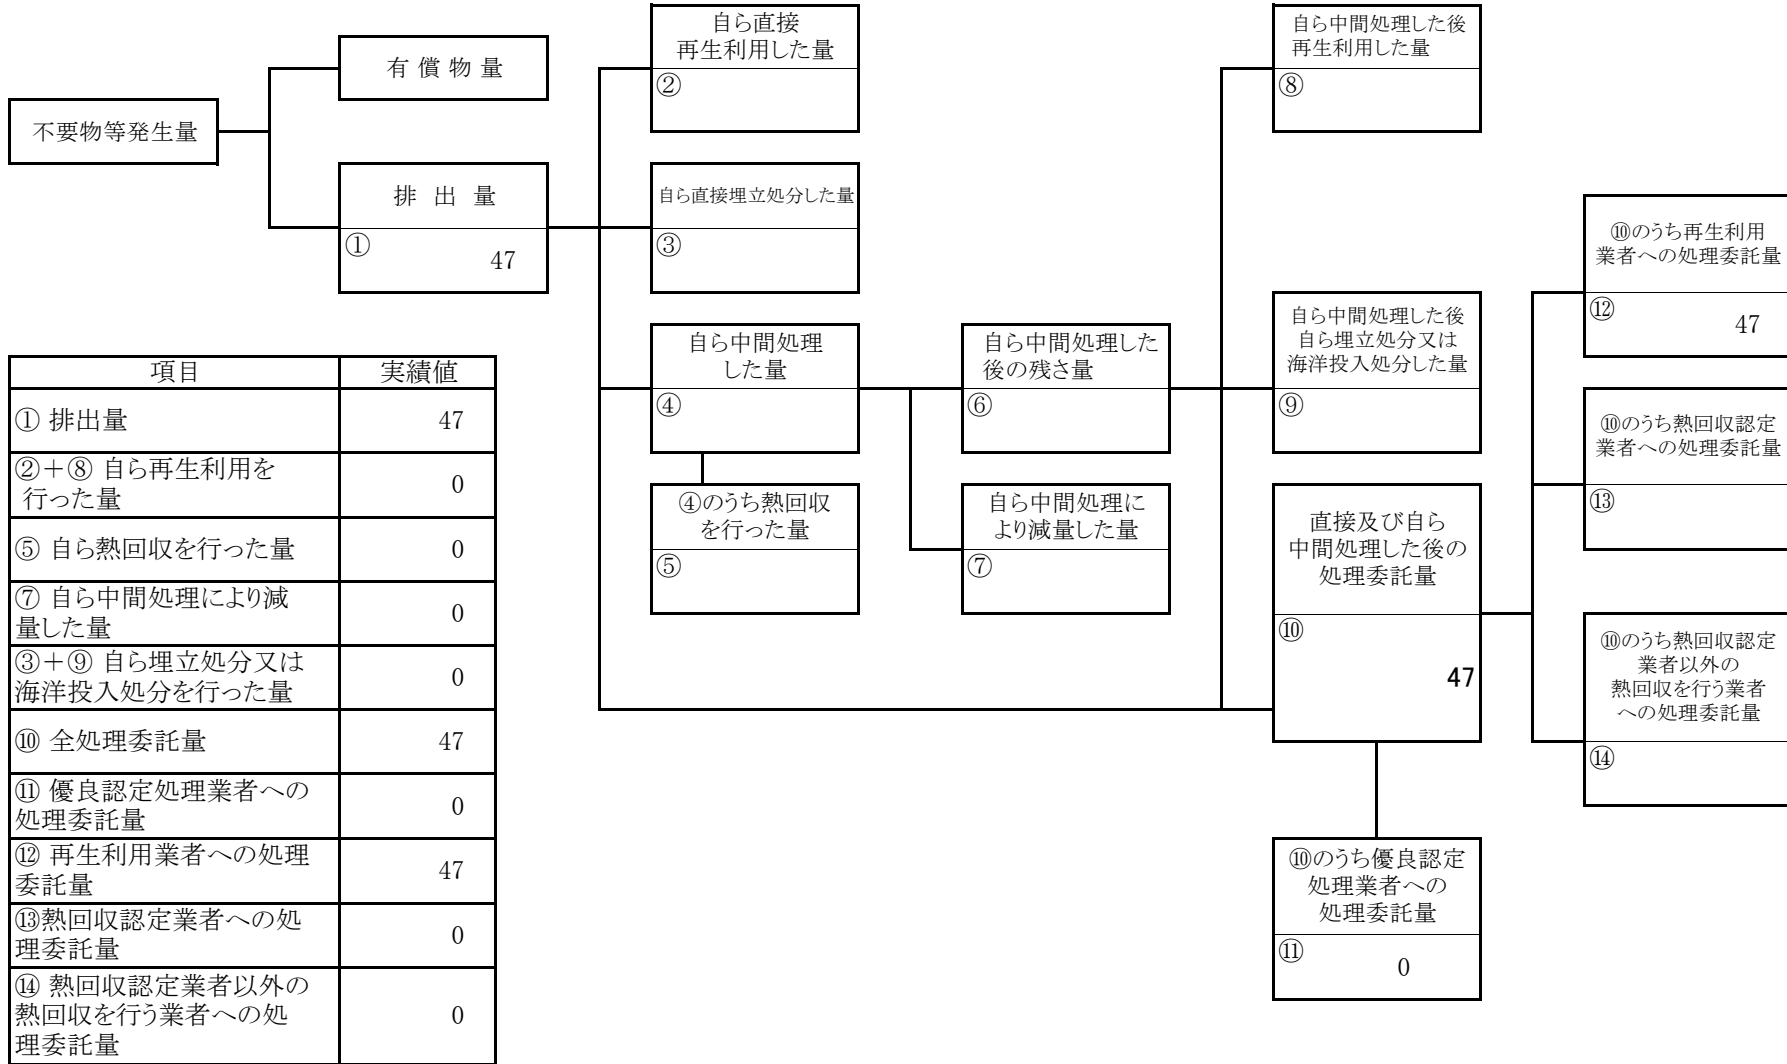 不要物等発生量
有 償 物 量
排 出 量
①
47
自ら直接
再生利用した量
②
自ら直接埋立処分した量
③
自ら中間処理
した量
④
④のうち熱回収
を行った量
⑤
自ら中間処理した
後の残さ量
⑥
自ら中間処理に
より減量した量
⑦
自ら中間処理した後
再生利用した量
⑧
自ら中間処理した後
自ら埋立処分又は
海洋投入処分した量
⑨
直接及び自ら
中間処理した後の
処理委託量
⑩
47
⑩のうち優良認定
処理業者への
処理委託量
⑪
0
⑩のうち再生利用
業者への処理委託量
⑫
47
⑩のうち熱回収認定
業者への処理委託量
⑬
⑩のうち熱回収認定
業者以外の
熱回収を行う業者
への処理委託量
⑭
項目 実績値
① 排出量 47
②＋⑧ 自ら再生利用を
行った量 0
⑤ 自ら熱回収を行った量 0
⑦ 自ら中間処理により減
量した量 0
③＋⑨ 自ら埋立処分又は
海洋投入処分を行った量 0
⑩ 全処理委託量 47
⑪ 優良認定処理業者への
処理委託量 0
⑫ 再生利用業者への処理
委託量 47
⑬熱回収認定業者への処
理委託量 0
⑭ 熱回収認定業者以外の
熱回収を行う業者への処
理委託量 0